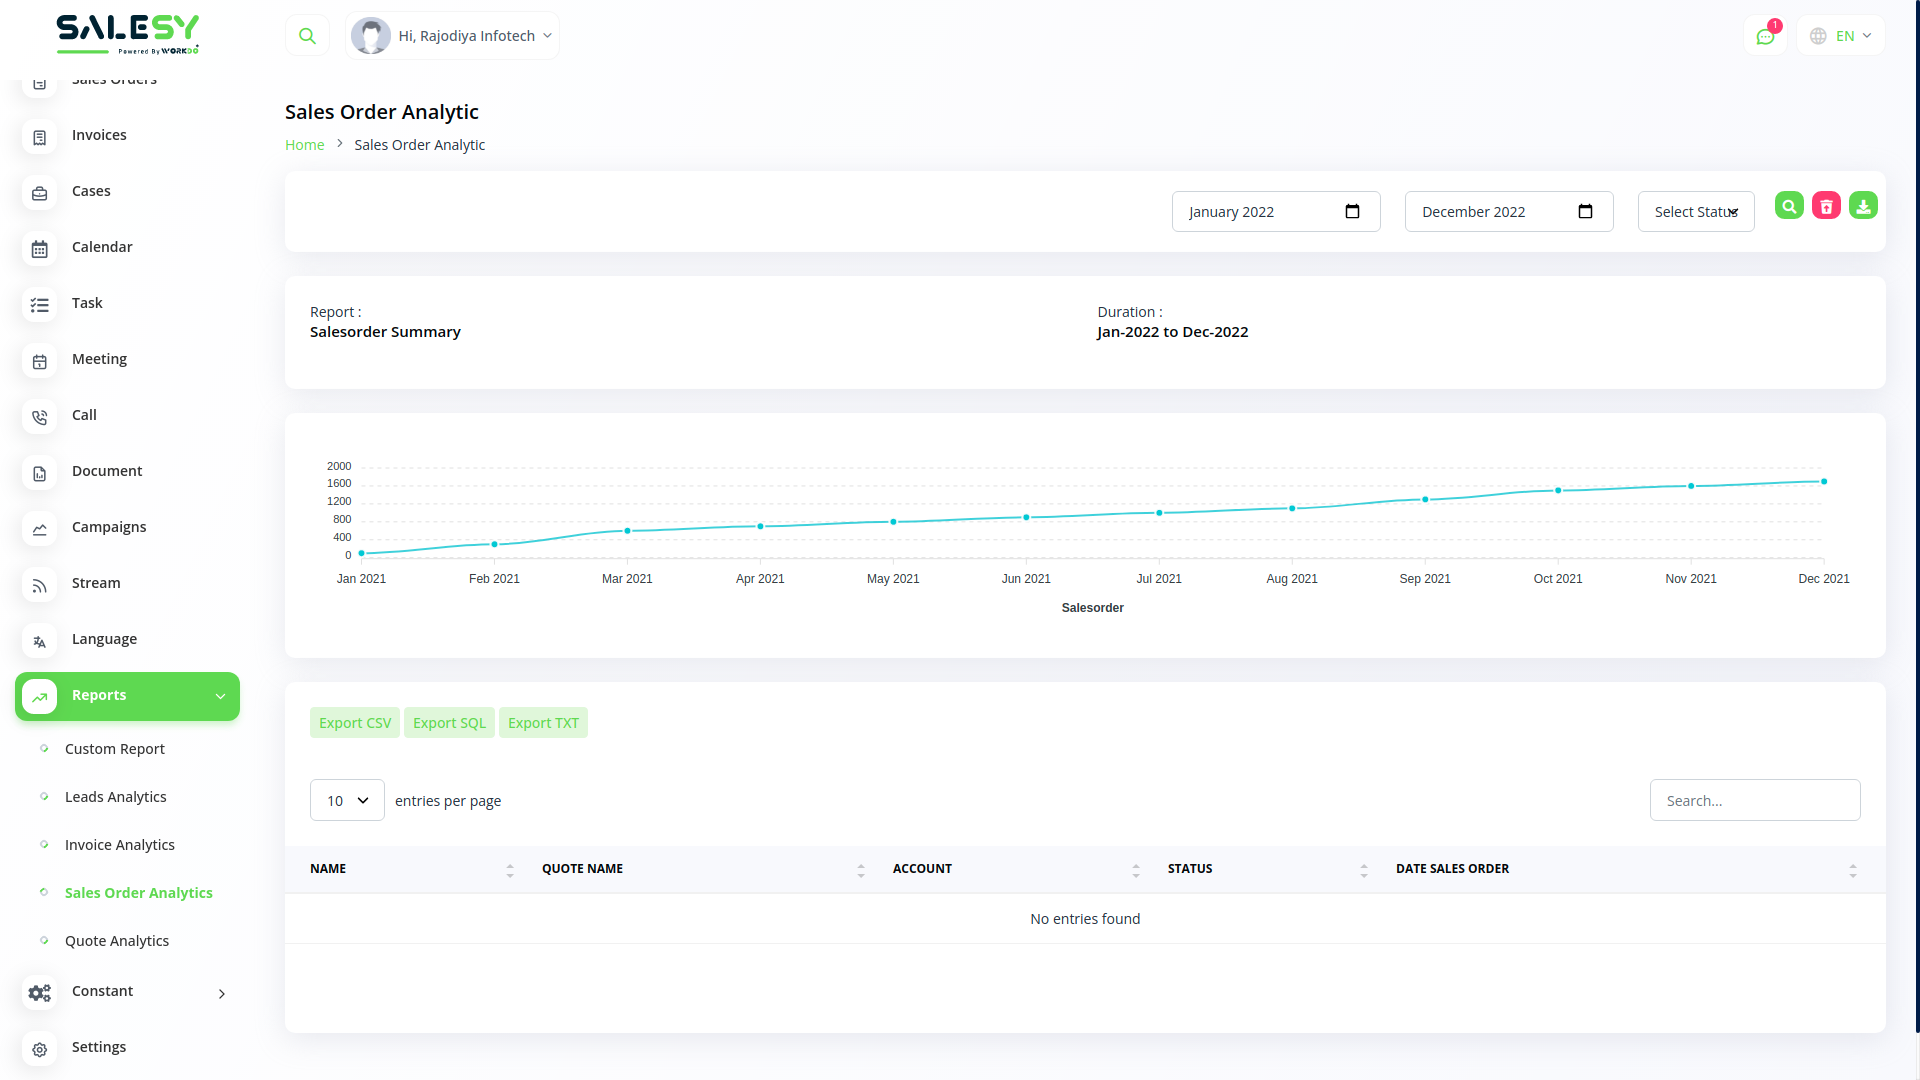 SALESY
Powered By WORKDO
Hi, Rajodiya Infotech
1
EN
Sales Orders
Invoices
Cases
Calendar
Task
Meeting
Call
Document
Campaigns
Stream
Language
Reports
Custom Report
Leads Analytics
Invoice Analytics
Sales Order Analytics
Quote Analytics
Constant
Settings
Sales Order Analytic
Home > Sales Order Analytic
January 2022
December 2022
Select Status
Report :
Salesorder Summary
Duration :
Jan-2022 to Dec-2022
2000
1600
1200
800
400
0
Jan 2021 Feb 2021 Mar 2021 Apr 2021 May 2021 Jun 2021 Jul 2021 Aug 2021 Sep 2021 Oct 2021 Nov 2021 Dec 2021
Salesorder
Export CSV Export SQL Export TXT
10 entries per page
Search...
NAME QUOTE NAME ACCOUNT STATUS DATE SALES ORDER
No entries found